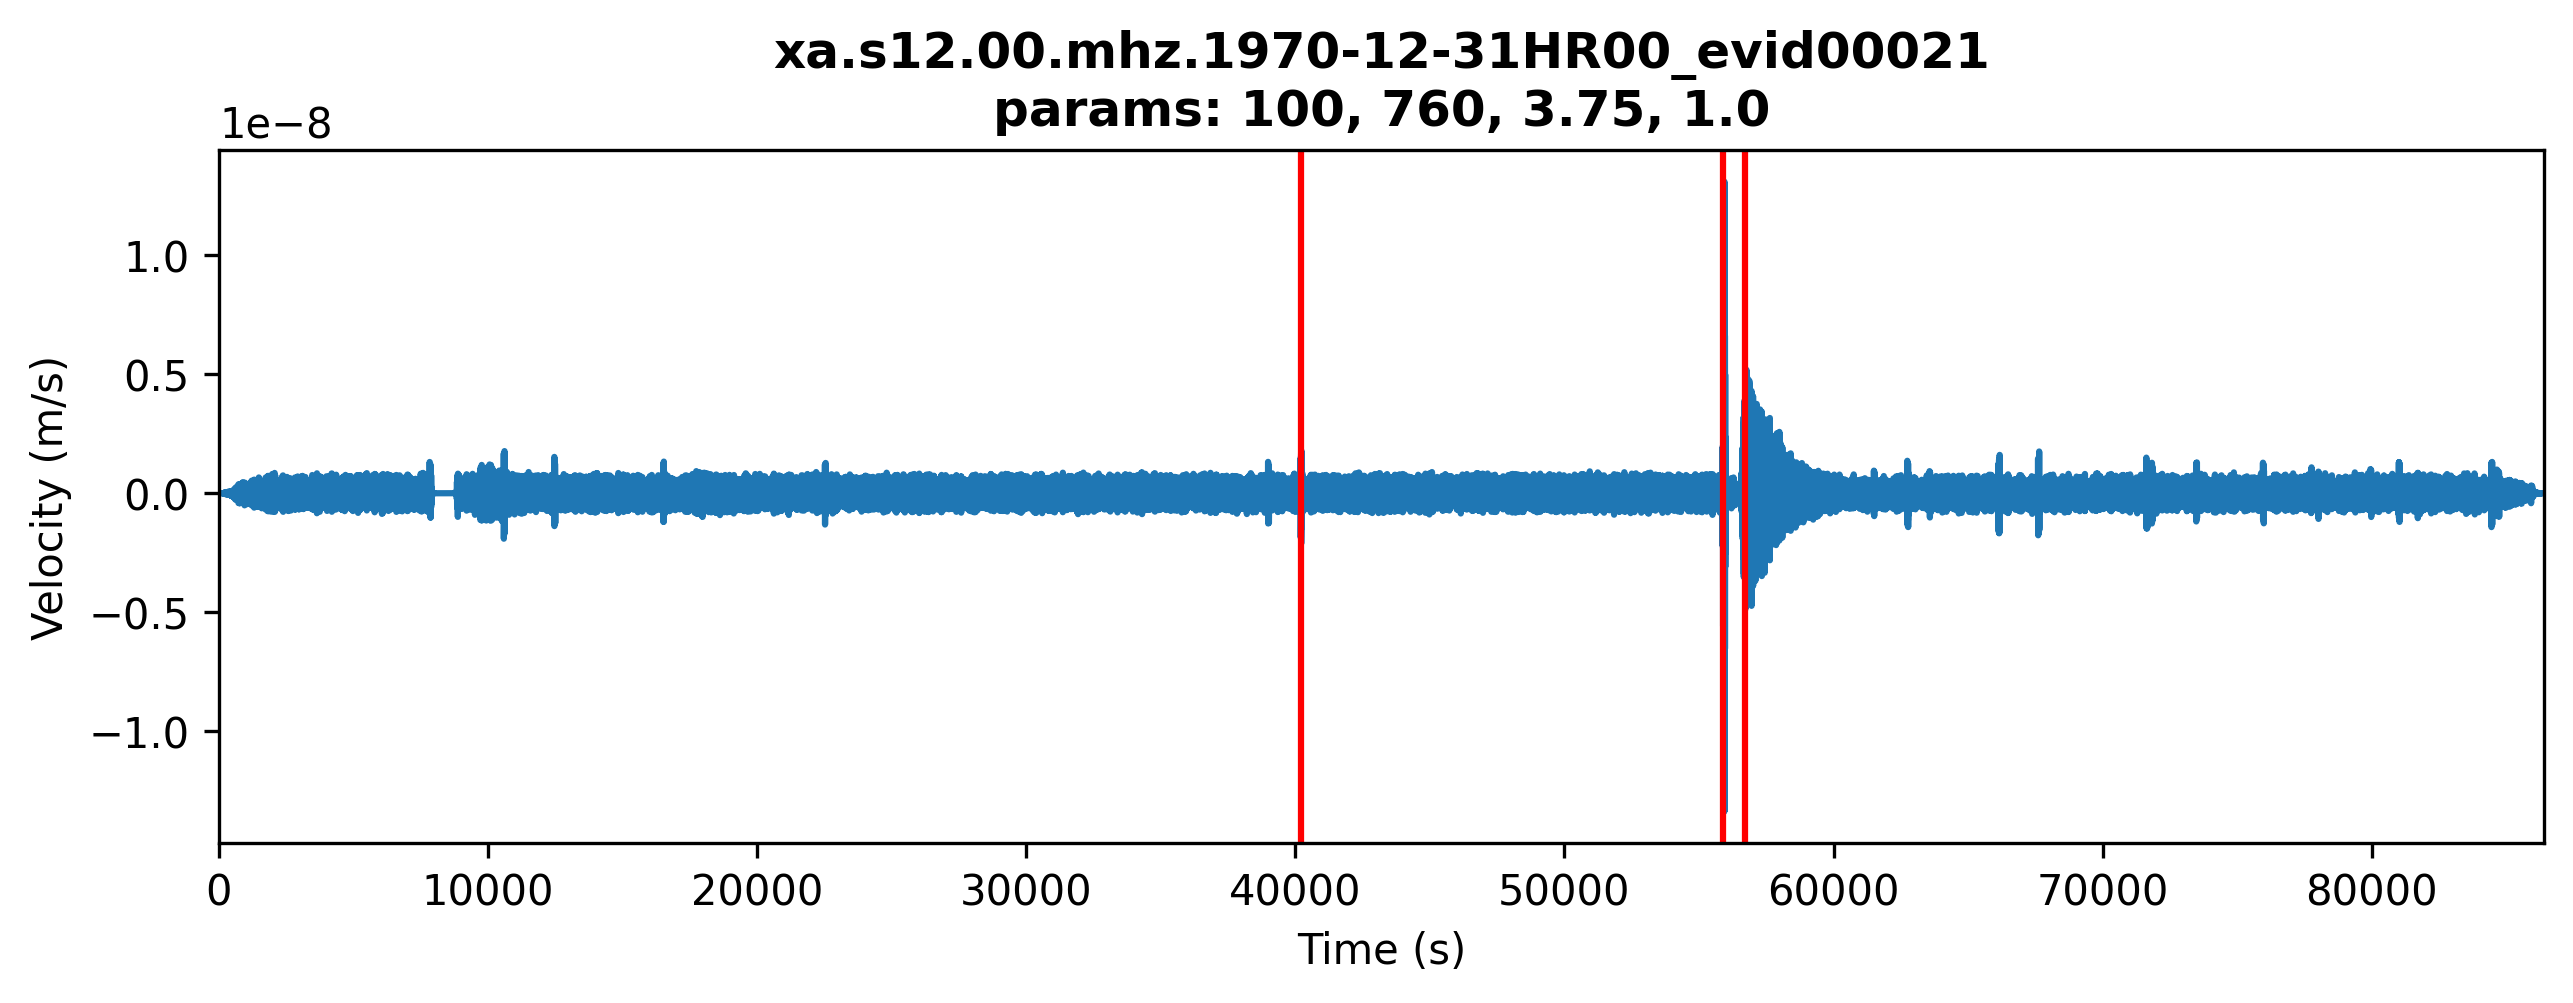 xa.s12.00.mhz.1970-12-31HR00_evid00021
params: 100, 760, 3.75, 1.0
1e−8
1.0
0.5
0.0
−0.5
−1.0
Velocity (m/s)
0 10000 20000 30000 40000 50000 60000 70000 80000
Time (s)